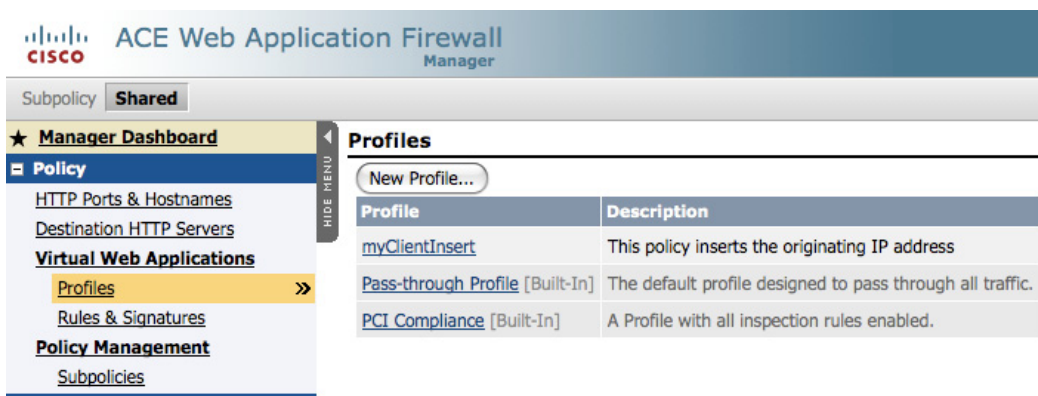 CISCO
ACE Web Application Firewall
Manager
Subpolicy Shared
Manager Dashboard
Policy
HTTP Ports & Hostnames
Destination HTTP Servers
Virtual Web Applications
Profiles »
Rules & Signatures
Policy Management
Subpolicies
HIDE MENU
Profiles
New Profile...
Profile Description
myClientInsert This policy inserts the originating IP address
Pass-through Profile [Built-In] The default profile designed to pass through all traffic.
PCI Compliance [Built-In] A Profile with all inspection rules enabled.